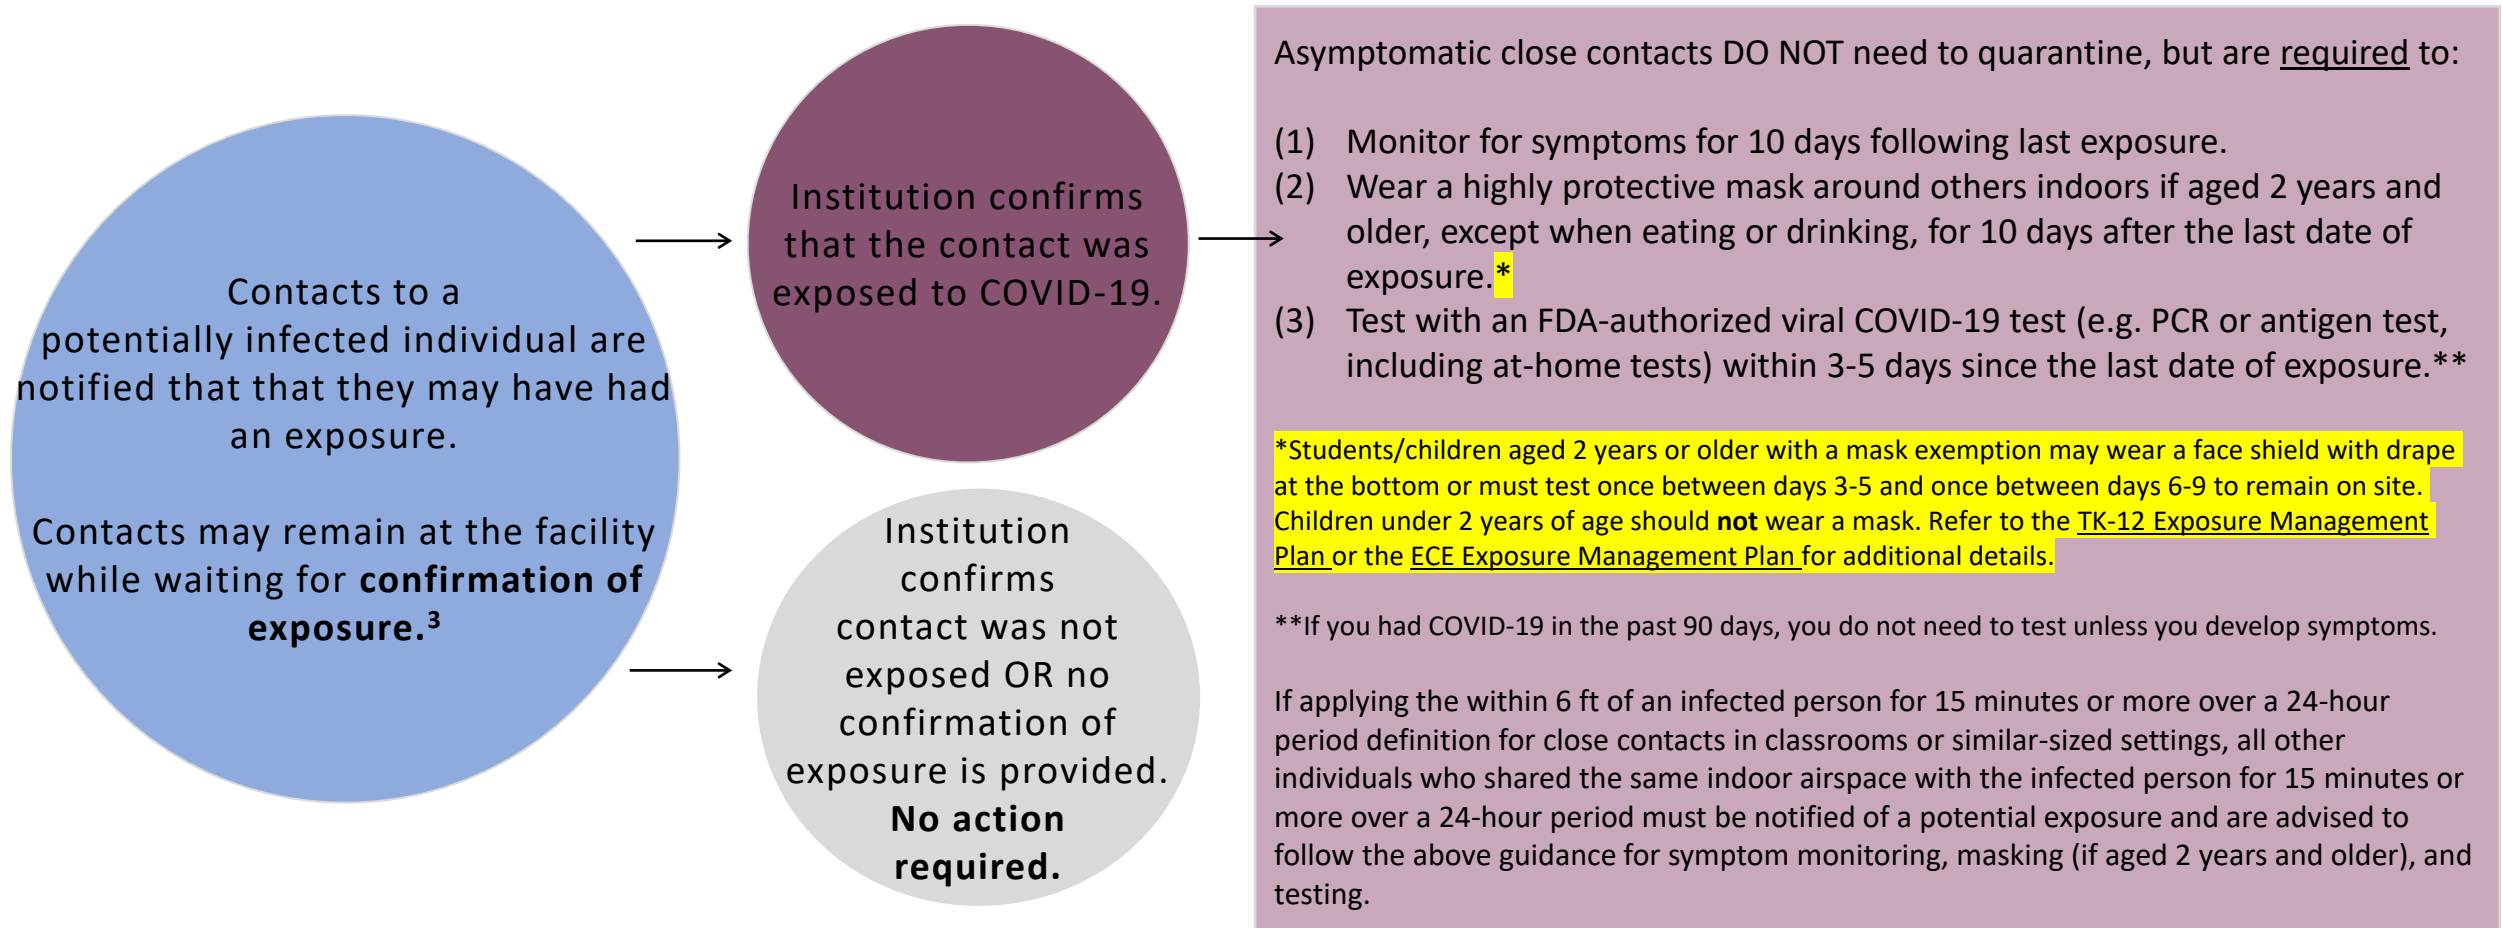 Contacts to a
potentially infected individual are
notified that that they may have had
an exposure.
Contacts may remain at the facility
while waiting for confirmation of
exposure.3
Institution confirms
that the contact was
exposed to COVID-19.
Institution
confirms
contact was not
exposed OR no
confirmation of
exposure is provided.
No action
required.
Asymptomatic close contacts DO NOT need to quarantine, but are required to:
(1) Monitor for symptoms for 10 days following last exposure.
(2) Wear a highly protective mask around others indoors if aged 2 years and
older, except when eating or drinking, for 10 days after the last date of
exposure.*
(3) Test with an FDA-authorized viral COVID-19 test (e.g. PCR or antigen test,
including at-home tests) within 3-5 days since the last date of exposure.**
*Students/children aged 2 years or older with a mask exemption may wear a face shield with drape
at the bottom or must test once between days 3-5 and once between days 6-9 to remain on site.
Children under 2 years of age should not wear a mask. Refer to the TK-12 Exposure Management
Plan or the ECE Exposure Management Plan for additional details.
**If you had COVID-19 in the past 90 days, you do not need to test unless you develop symptoms.
If applying the within 6 ft of an infected person for 15 minutes or more over a 24-hour
period definition for close contacts in classrooms or similar-sized settings, all other
individuals who shared the same indoor airspace with the infected person for 15 minutes or
more over a 24-hour period must be notified of a potential exposure and are advised to
follow the above guidance for symptom monitoring, masking (if aged 2 years and older), and
testing.